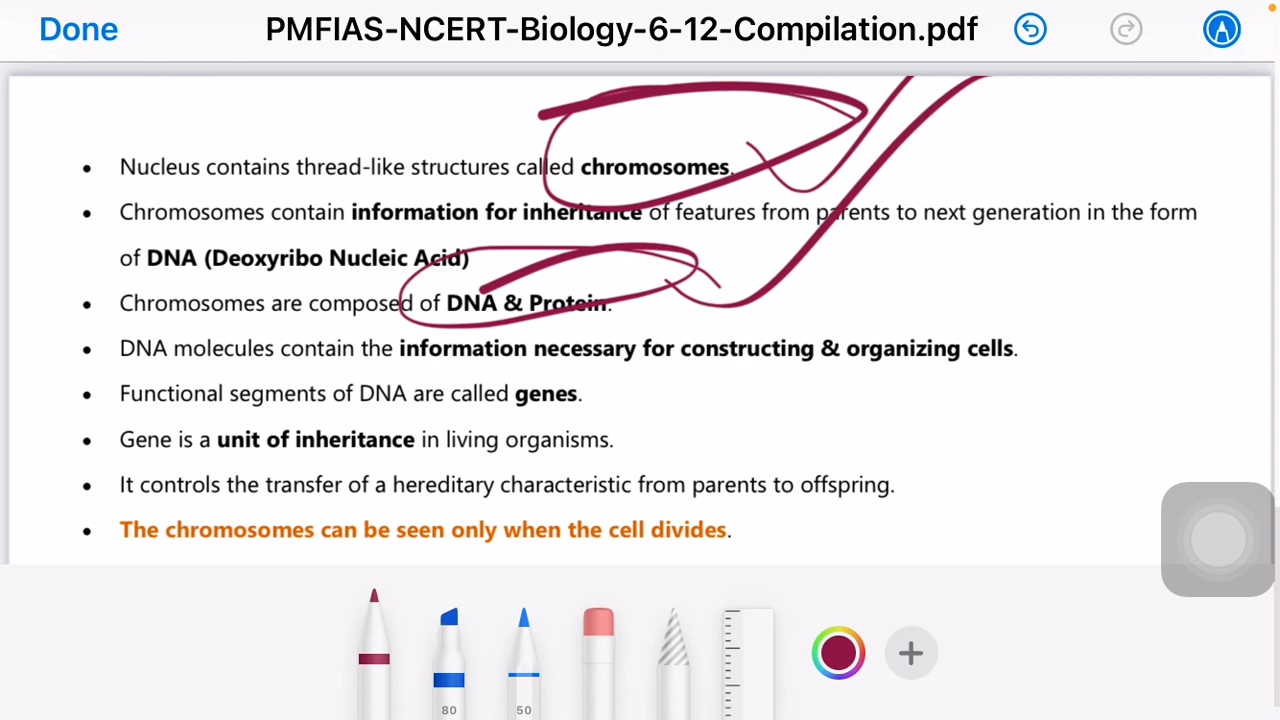 Done PMFIAS-NCERT-Biology-6-12-Compilation.pdf
• Nucleus contains thread-like structures called chromosomes.
• Chromosomes contain information for inheritance of features from parents to next generation in the form
of DNA (Deoxyribo Nucleic Acid)
• Chromosomes are composed of DNA & Protein.
• DNA molecules contain the information necessary for constructing & organizing cells.
• Functional segments of DNA are called genes.
• Gene is a unit of inheritance in living organisms.
• It controls the transfer of a hereditary characteristic from parents to offspring.
• The chromosomes can be seen only when the cell divides.
80 50